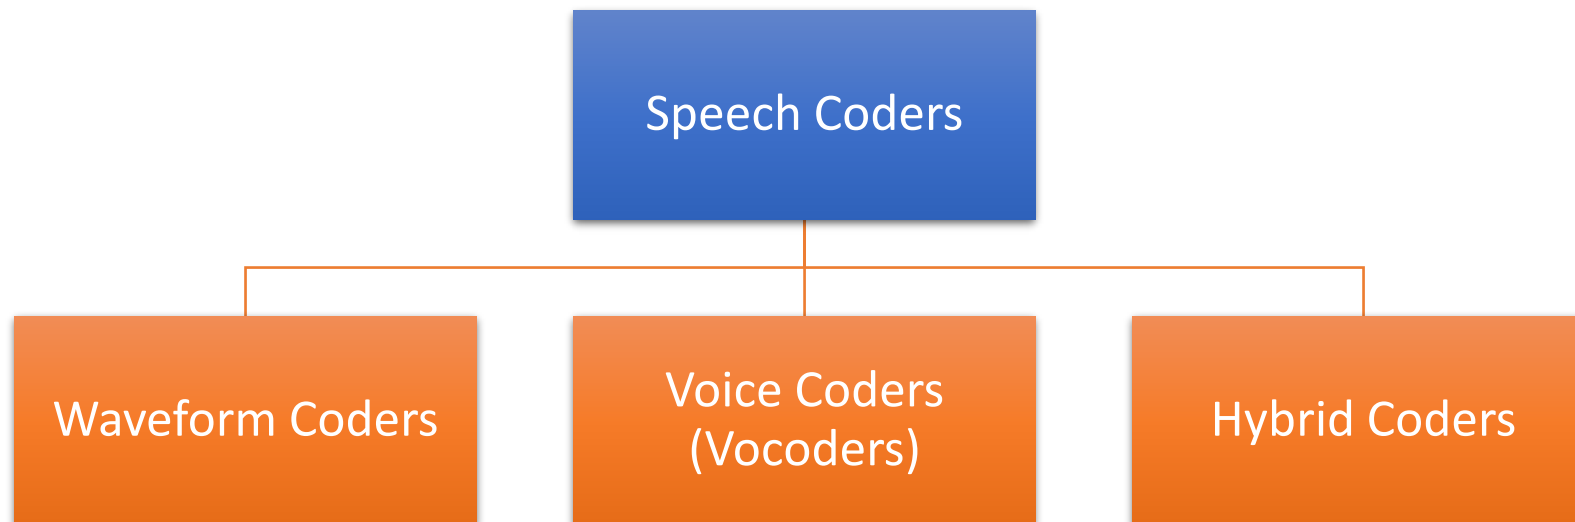 Speech Coders
Waveform Coders
Voice Coders
(Vocoders)
Hybrid Coders